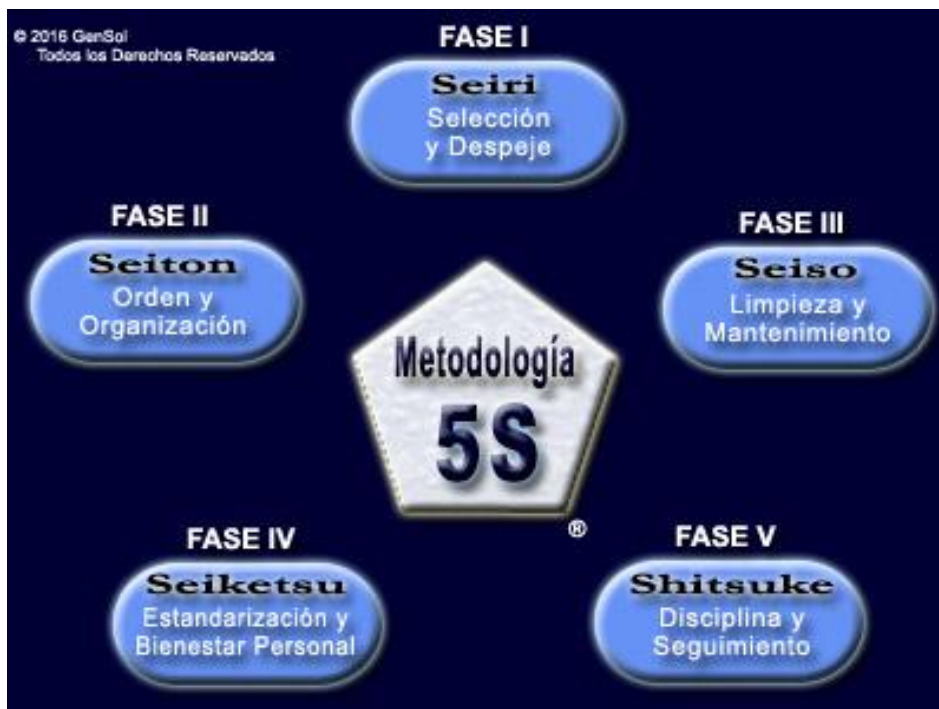 © 2016 GenSol
Todos los Derechos Reservados
FASE I
Seiri
Selección
y Despeje
FASE II
Seiton
Orden y
Organización
FASE III
Seiso
Limpieza y
Mantenimiento
Metodología
5S
®
FASE IV
Seiketsu
Estandarización y
Bienestar Personal
FASE V
Shitsuke
Disciplina y
Seguimiento